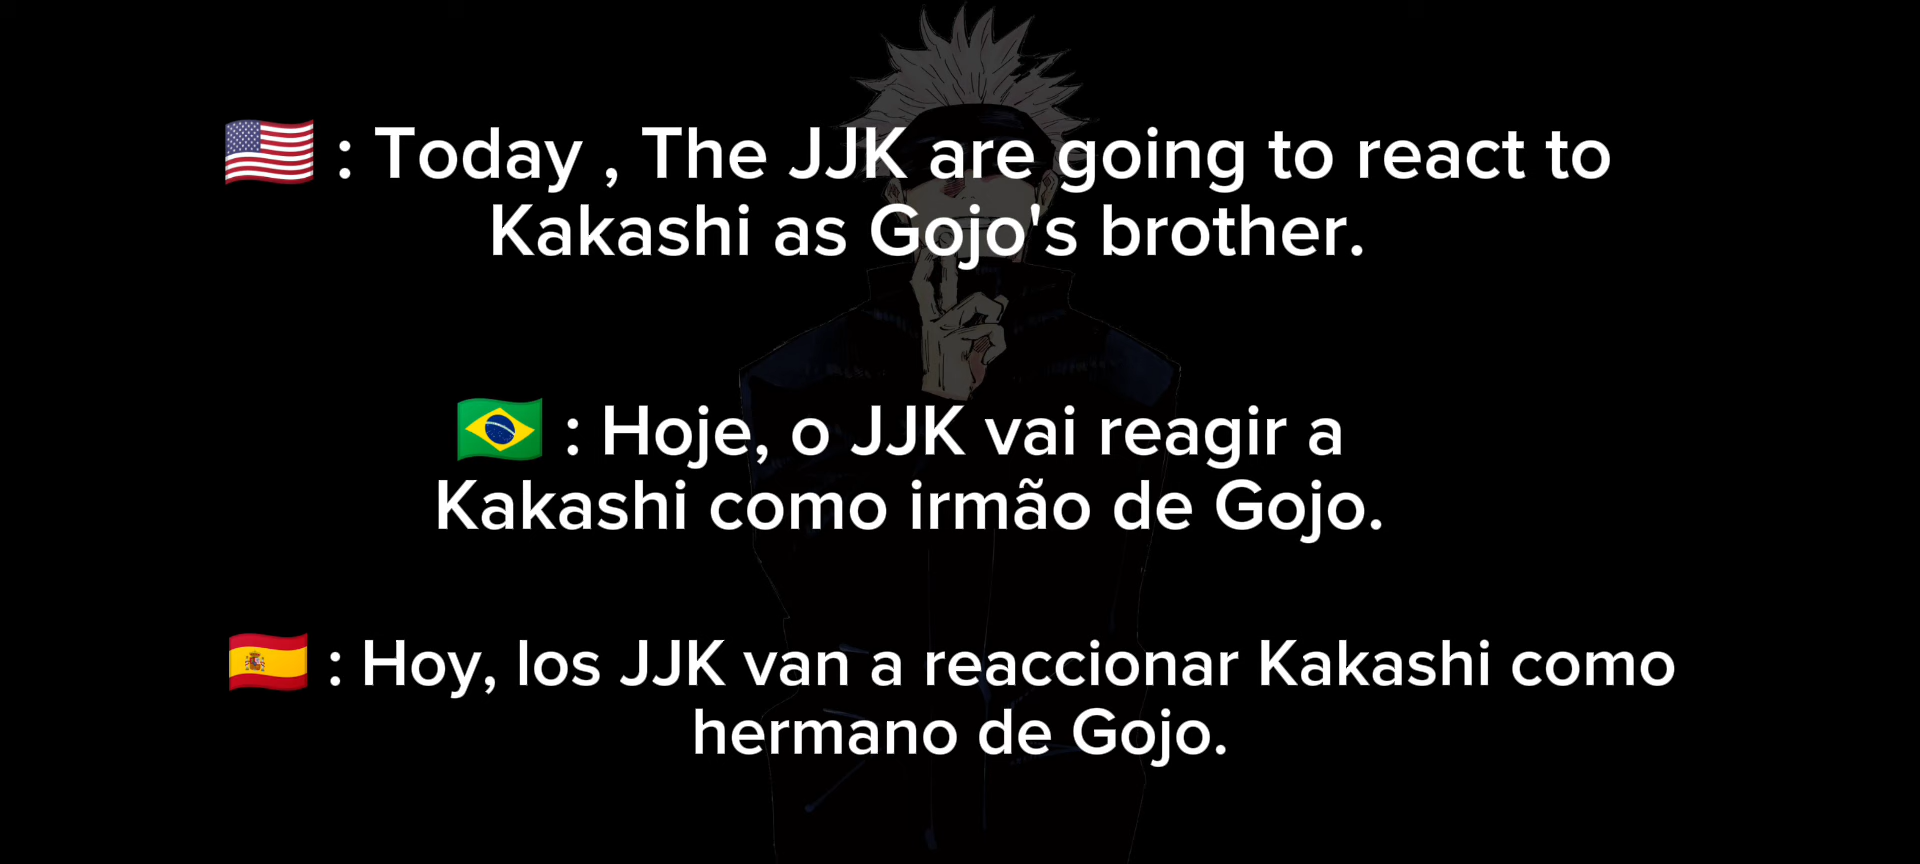 🇺🇸 : Today , The JJK are going to react to
Kakashi as Gojo's brother.
🇧🇷 : Hoje, o JJK vai reagir a
Kakashi como irmão de Gojo.
🇪🇸 : Hoy, los JJK van a reaccionar Kakashi como
hermano de Gojo.